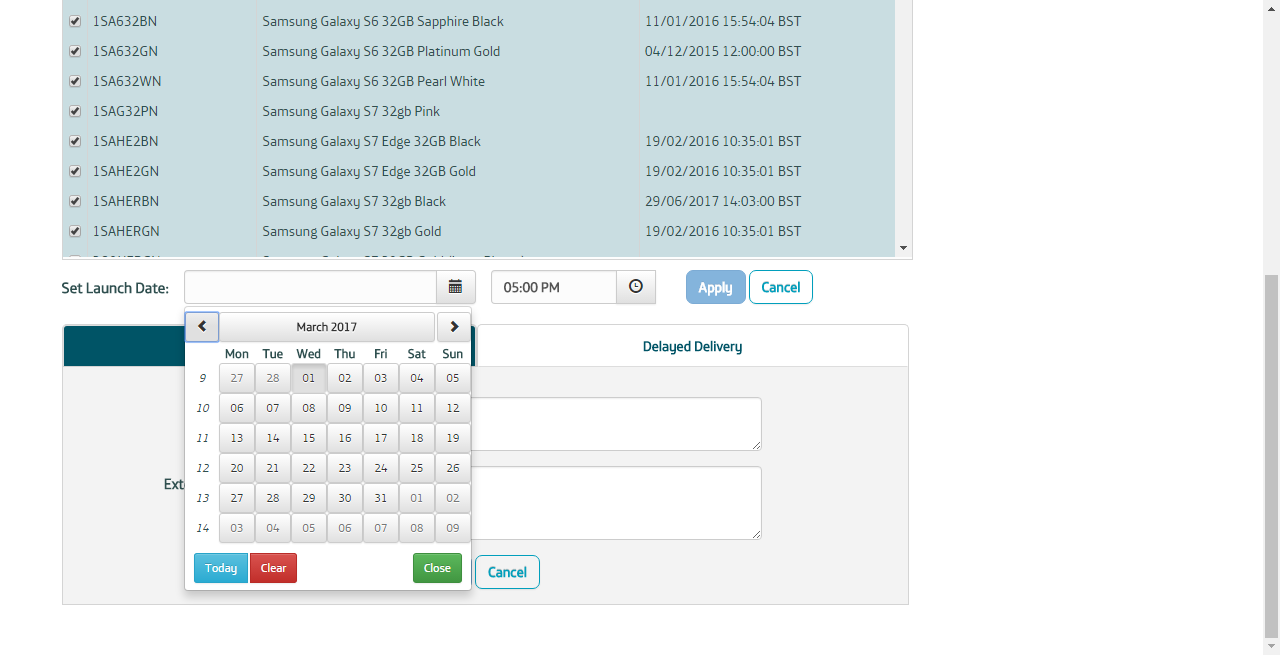 1SA632BN Samsung Galaxy S6 32GB Sapphire Black 11/01/2016 15:54:04 BST
1SA632GN Samsung Galaxy S6 32GB Platinum Gold 04/12/2015 12:00:00 BST
1SA632WN Samsung Galaxy S6 32GB Pearl White 11/01/2016 15:54:04 BST
1SAG32PN Samsung Galaxy S7 32gb Pink
1SAHE2BN Samsung Galaxy S7 Edge 32GB Black 19/02/2016 10:35:01 BST
1SAHE2GN Samsung Galaxy S7 Edge 32GB Gold 19/02/2016 10:35:01 BST
1SAHERBN Samsung Galaxy S7 32gb Black 29/06/2017 14:03:00 BST
1SAHERGN Samsung Galaxy S7 32gb Gold 19/02/2016 10:35:01 BST
Set Launch Date: 05:00 PM Apply Cancel
March 2017
Mon Tue Wed Thu Fri Sat Sun
9 27 28 01 02 03 04 05
10 06 07 08 09 10 11 12
11 13 14 15 16 17 18 19
12 20 21 22 23 24 25 26
13 27 28 29 30 31 01 02
14 03 04 05 06 07 08 09
Today Clear Close
Delayed Delivery
Exte
Cancel